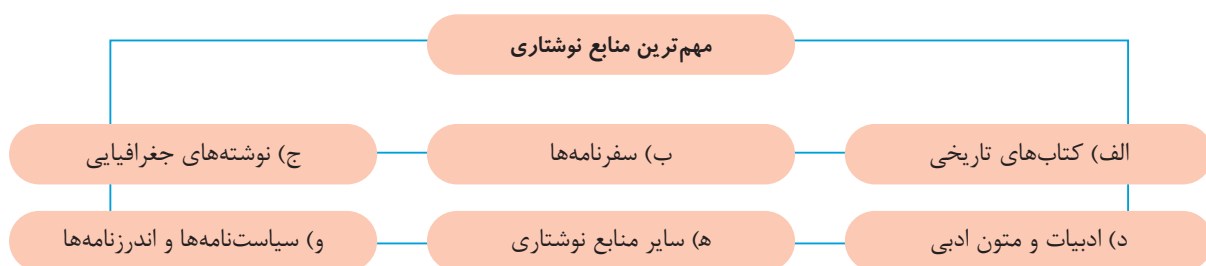 مهم‌ترین منابع نوشتاری
الف) کتاب‌های تاریخی
ب) سفرنامه‌ها
ج) نوشته‌های جغرافیایی
د) ادبیات و متون ادبی
ه) سایر منابع نوشتاری
و) سیاست‌نامه‌ها و اندرزنامه‌ها